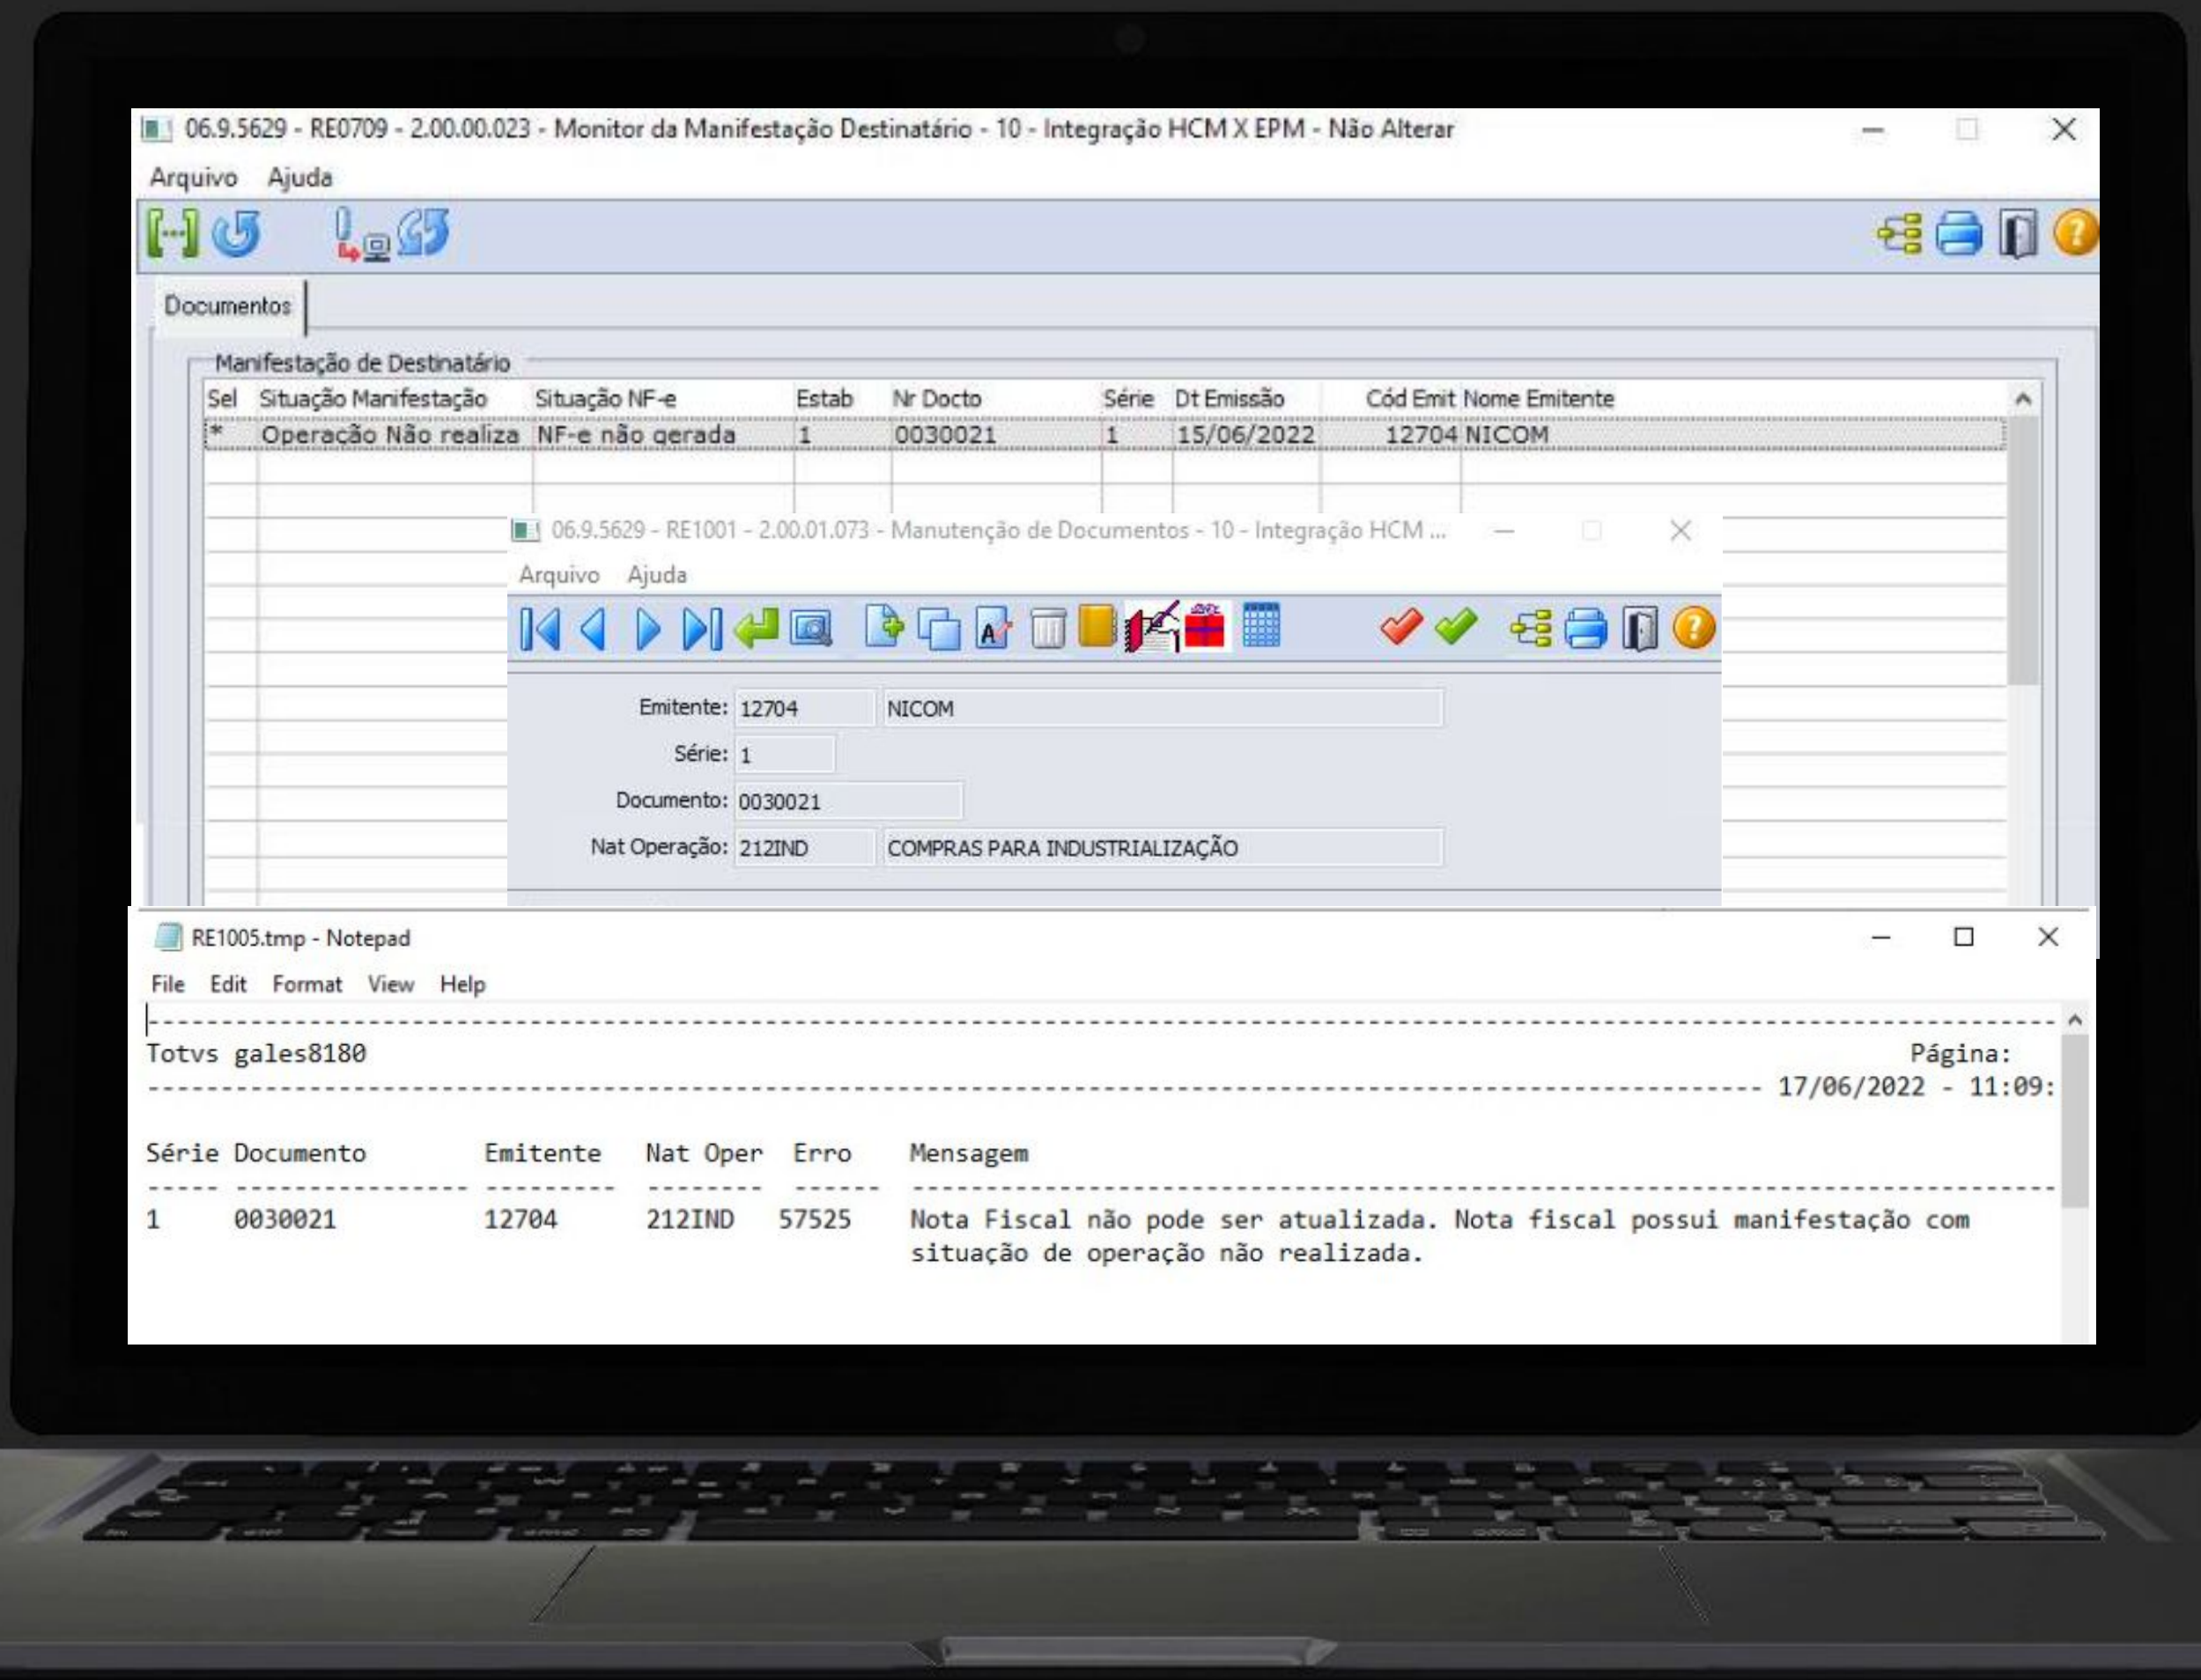 06.9.5629 - RE0709 - 2.00.00.023 - Monitor da Manifestação Destinatário - 10 - Integração HCM X EPM - Não Alterar
Arquivo Ajuda
Documentos
Manifestação de Destinatário
Sel Situação Manifestação Situação NF-e Estab Nr Docto Série Dt Emissão Cód Emit Nome Emitente
* Operação Não realiza NF-e não gerada 1 0030021 1 15/06/2022 12704 NICOM
06.9.5629 - RE1001 - 2.00.01.073 - Manutenção de Documentos - 10 - Integração HCM ...
Arquivo Ajuda
Emitente: 12704 NICOM
Série: 1
Documento: 0030021
Nat Operação: 212IND COMPRAS PARA INDUSTRIALIZAÇÃO
RE1005.tmp - Notepad
File Edit Format View Help
Totvs gales8180 Página:
17/06/2022 - 11:09:
Série Documento Emitente Nat Oper Erro Mensagem
1 0030021 12704 212IND 57525 Nota Fiscal não pode ser atualizada. Nota fiscal possui manifestação com
situação de operação não realizada.